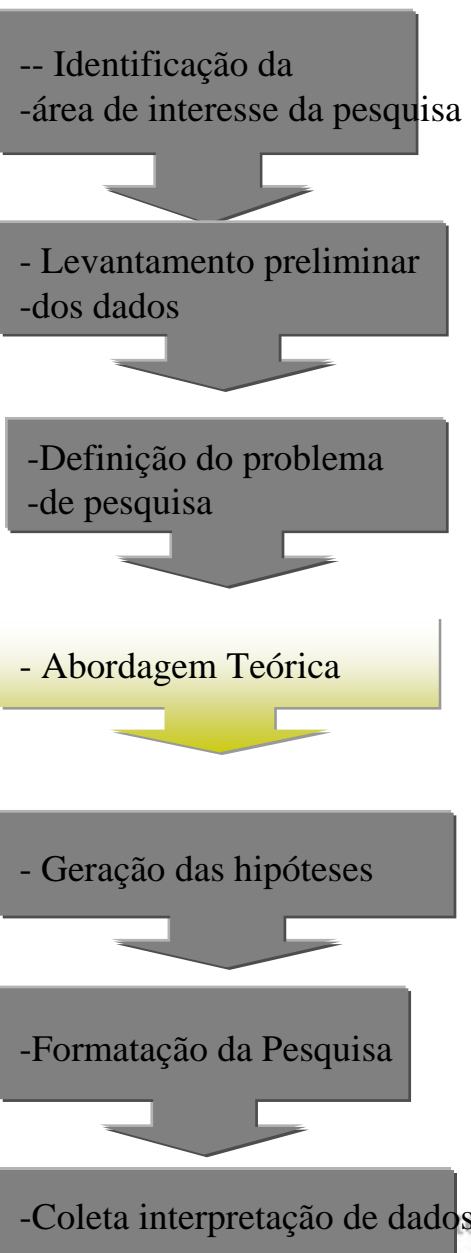 -- Identificação da
-área de interesse da pesquisa
- Levantamento preliminar
-dos dados
-Definição do problema
-de pesquisa
- Abordagem Teórica
- Geração das hipóteses
-Formatação da Pesquisa
-Coleta interpretação de dados